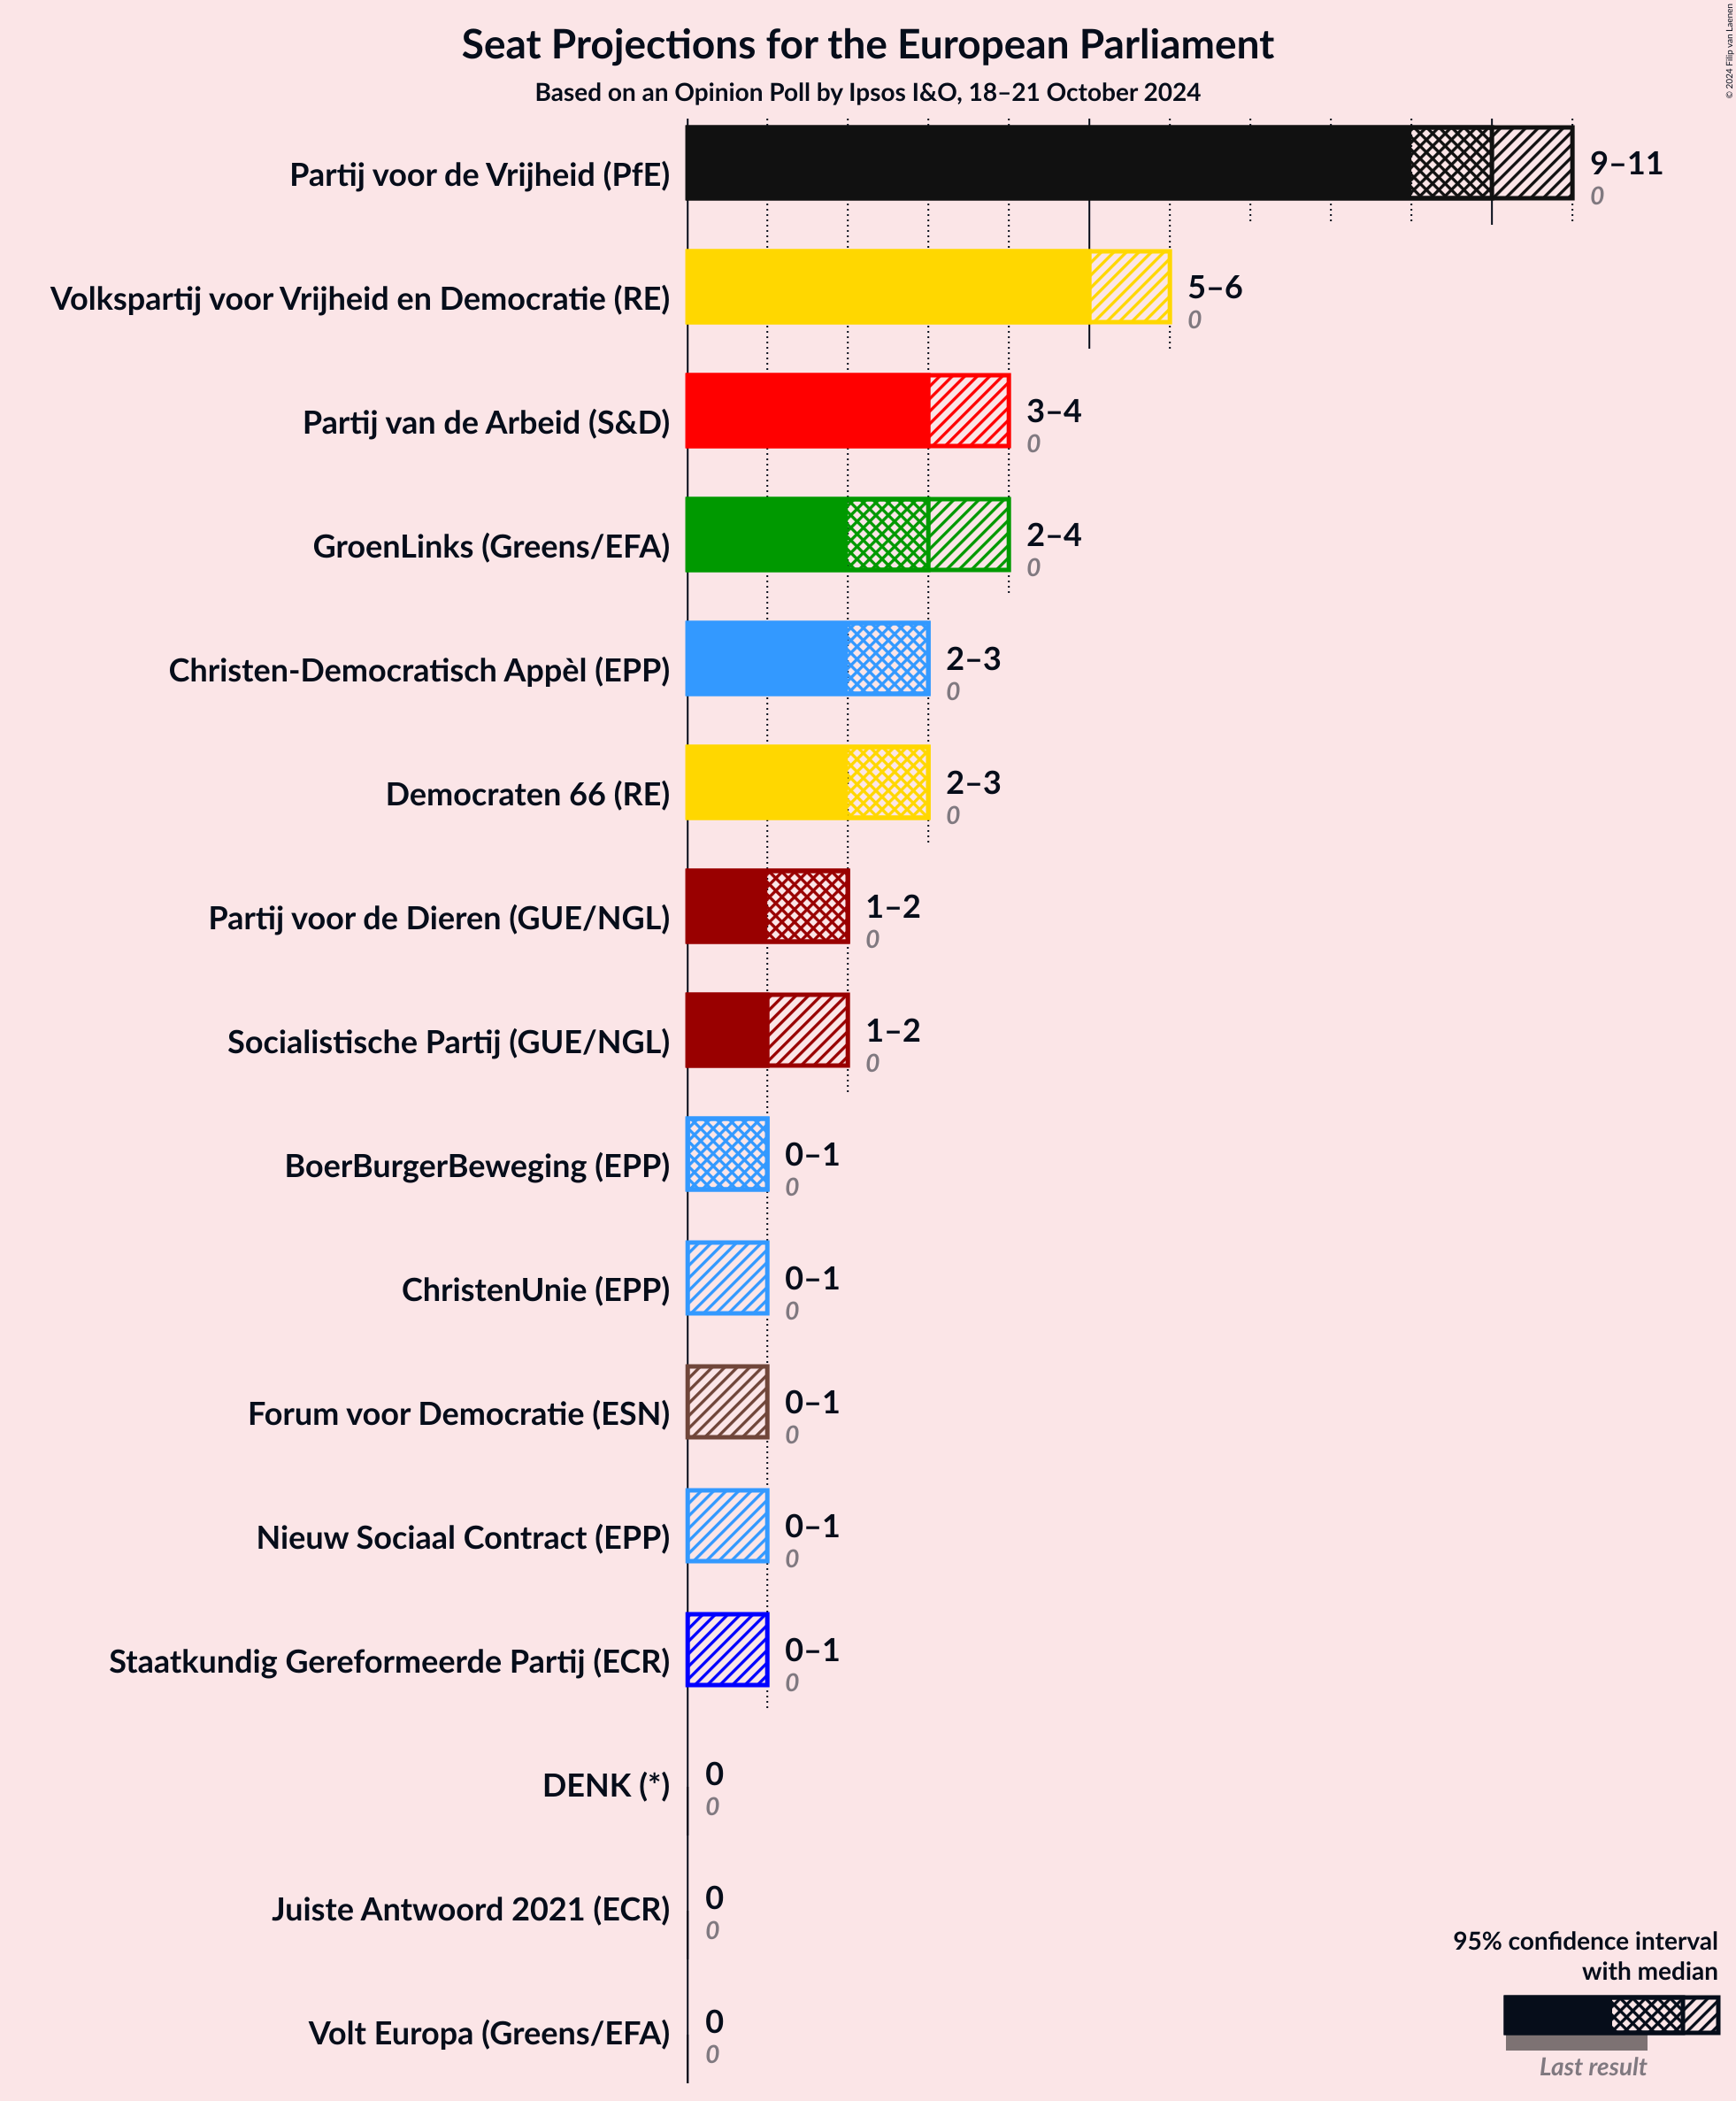 Seat Projections for the European Parliament
Based on an Opinion Poll by Ipsos I&O, 18–21 October 2024
© 2024 Filip van Laenen
Partij voor de Vrijheid (PfE)
9–11
0
Volkspartij voor Vrijheid en Democratie (RE)
5–6
0
Partij van de Arbeid (S&D)
3–4
0
GroenLinks (Greens/EFA)
2–4
0
Christen-Democratisch Appèl (EPP)
2–3
0
Democraten 66 (RE)
2–3
0
Partij voor de Dieren (GUE/NGL)
1–2
0
Socialistische Partij (GUE/NGL)
1–2
0
BoerBurgerBeweging (EPP)
0–1
0
ChristenUnie (EPP)
0–1
0
Forum voor Democratie (ESN)
0–1
0
Nieuw Sociaal Contract (EPP)
0–1
0
Staatkundig Gereformeerde Partij (ECR)
0–1
0
DENK (*)
0
0
Juiste Antwoord 2021 (ECR)
0
0
Volt Europa (Greens/EFA)
0
0
95% confidence interval
with median
Last result